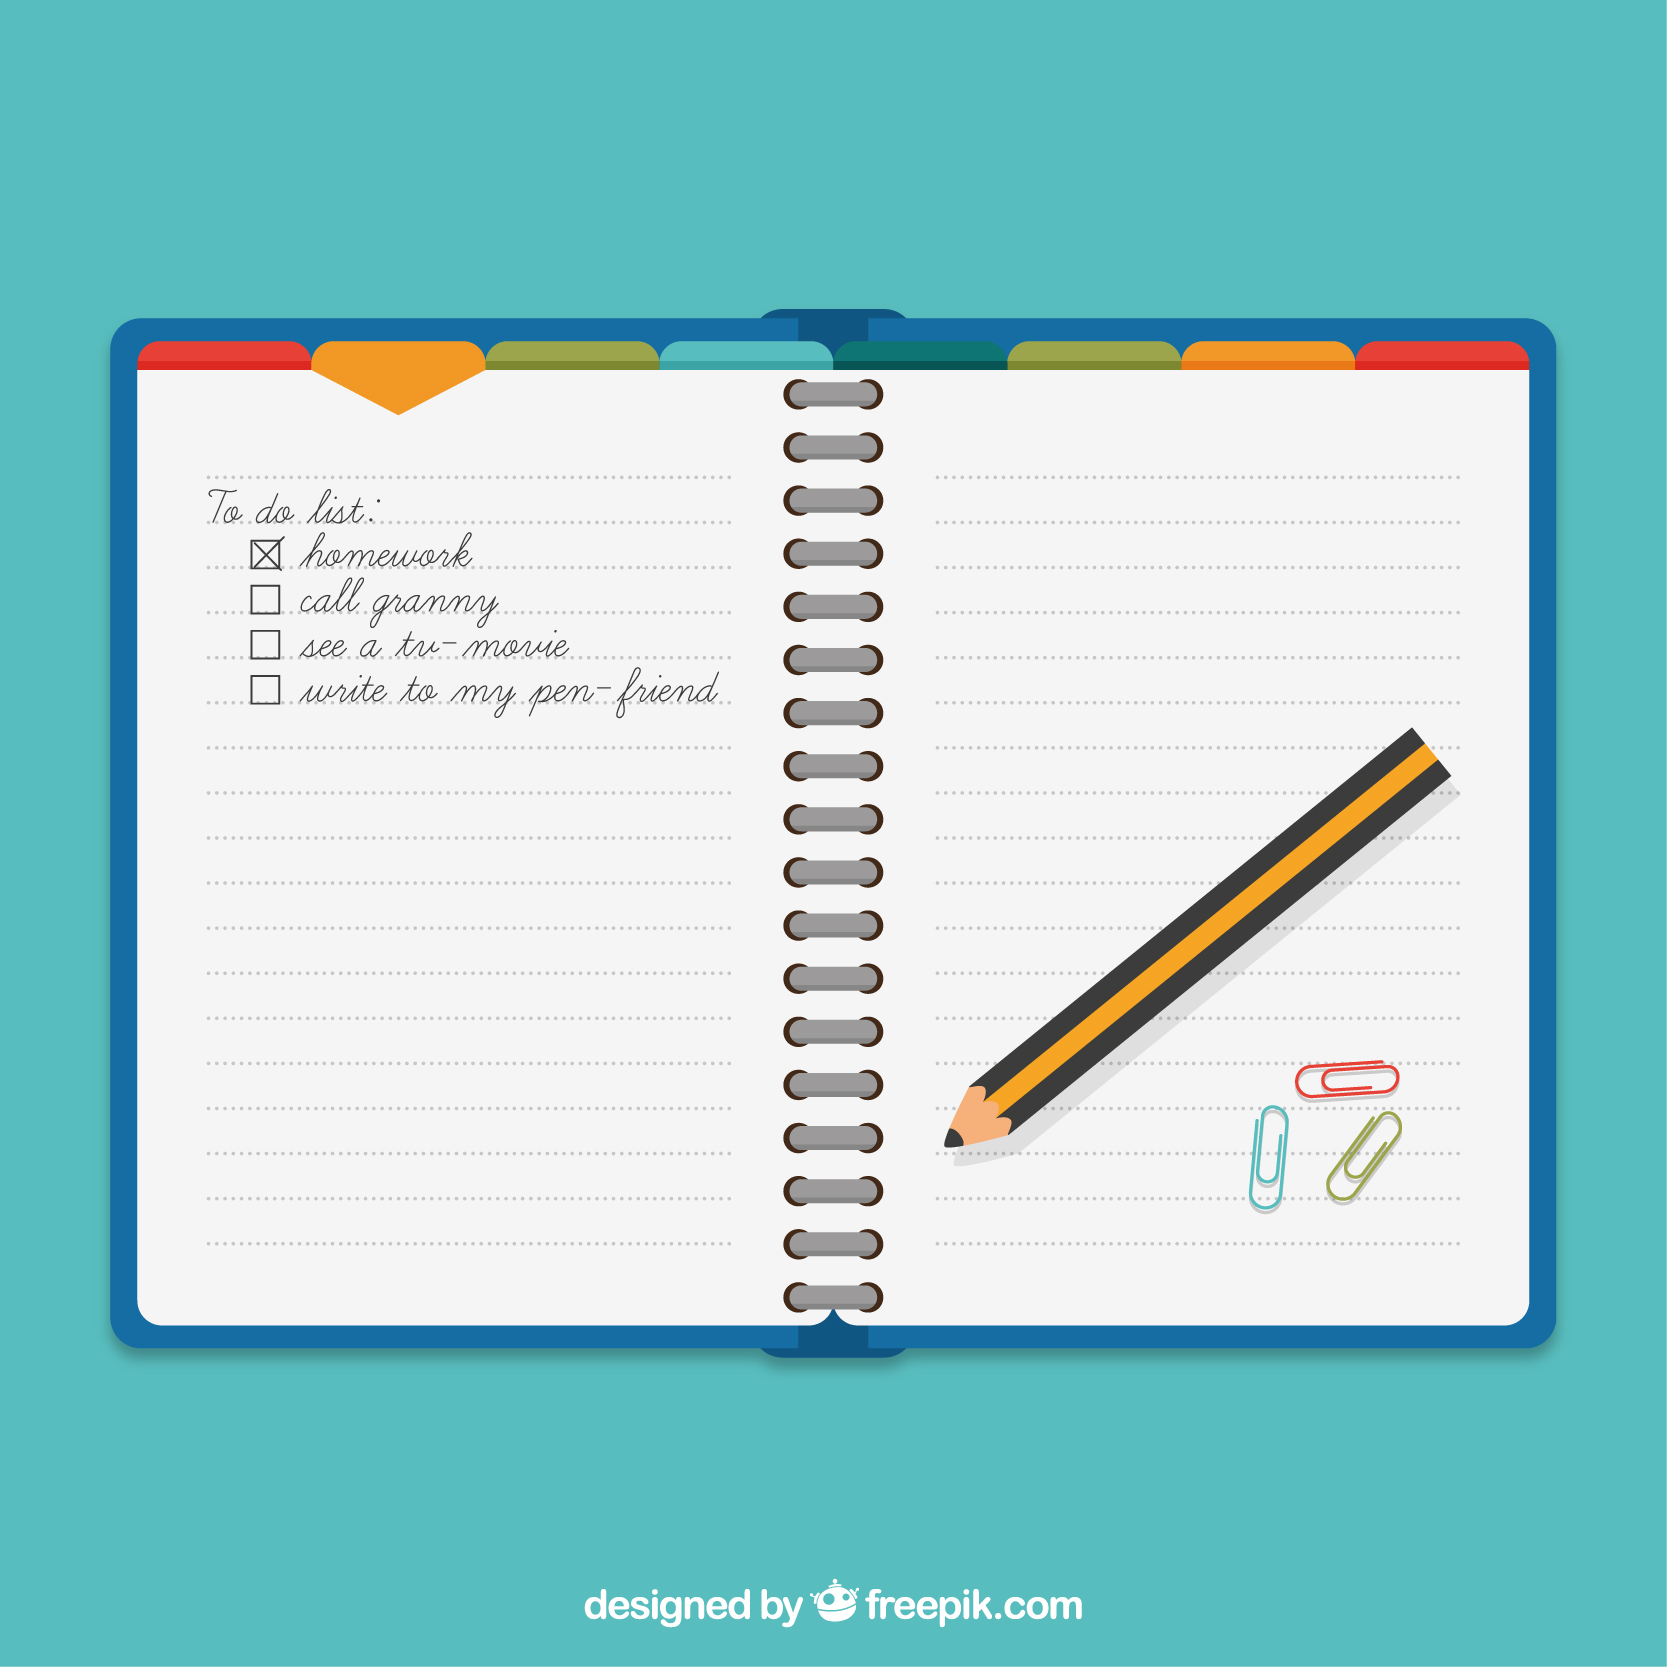 To do list:
homework
call granny
see a tv-movie
write to my pen-friend
designed by freepik.com